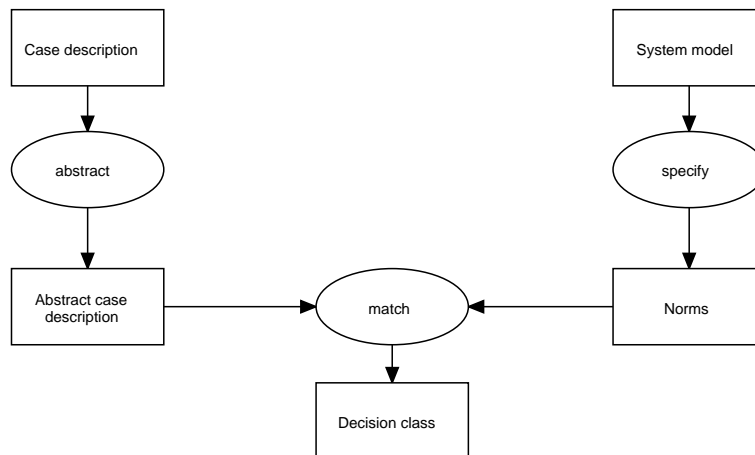 Case description
System model
abstract
specify
Abstract case
description
match
Norms
Decision class